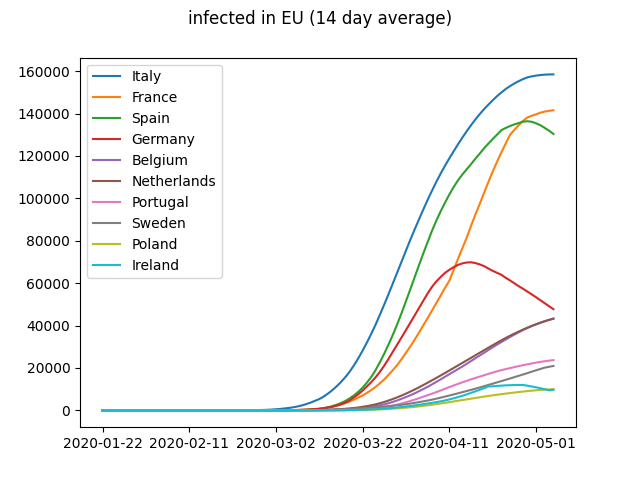 infected in EU (14 day average)
160000
140000
120000
100000
80000
60000
40000
20000
0
Italy
France
Spain
Germany
Belgium
Netherlands
Portugal
Sweden
Poland
Ireland
2020-01-22 2020-02-11 2020-03-02 2020-03-22 2020-04-11 2020-05-01